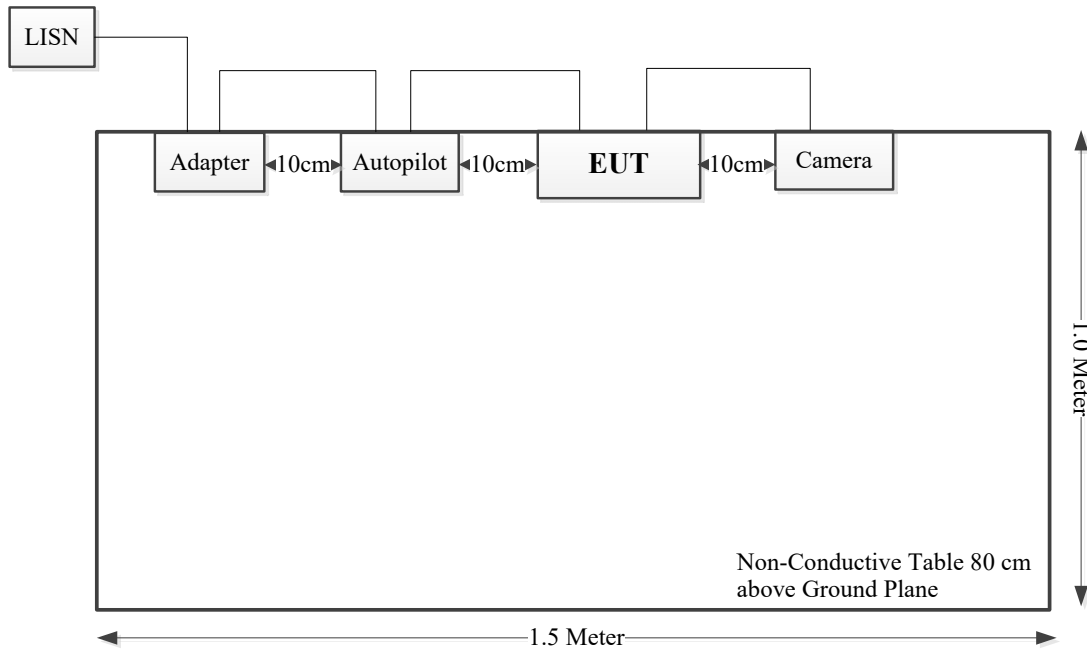 LISN
Adapter
10cm
Autopilot
10cm
EUT
10cm
Camera
1.0 Meter
Non-Conductive Table 80 cm
above Ground Plane
1.5 Meter